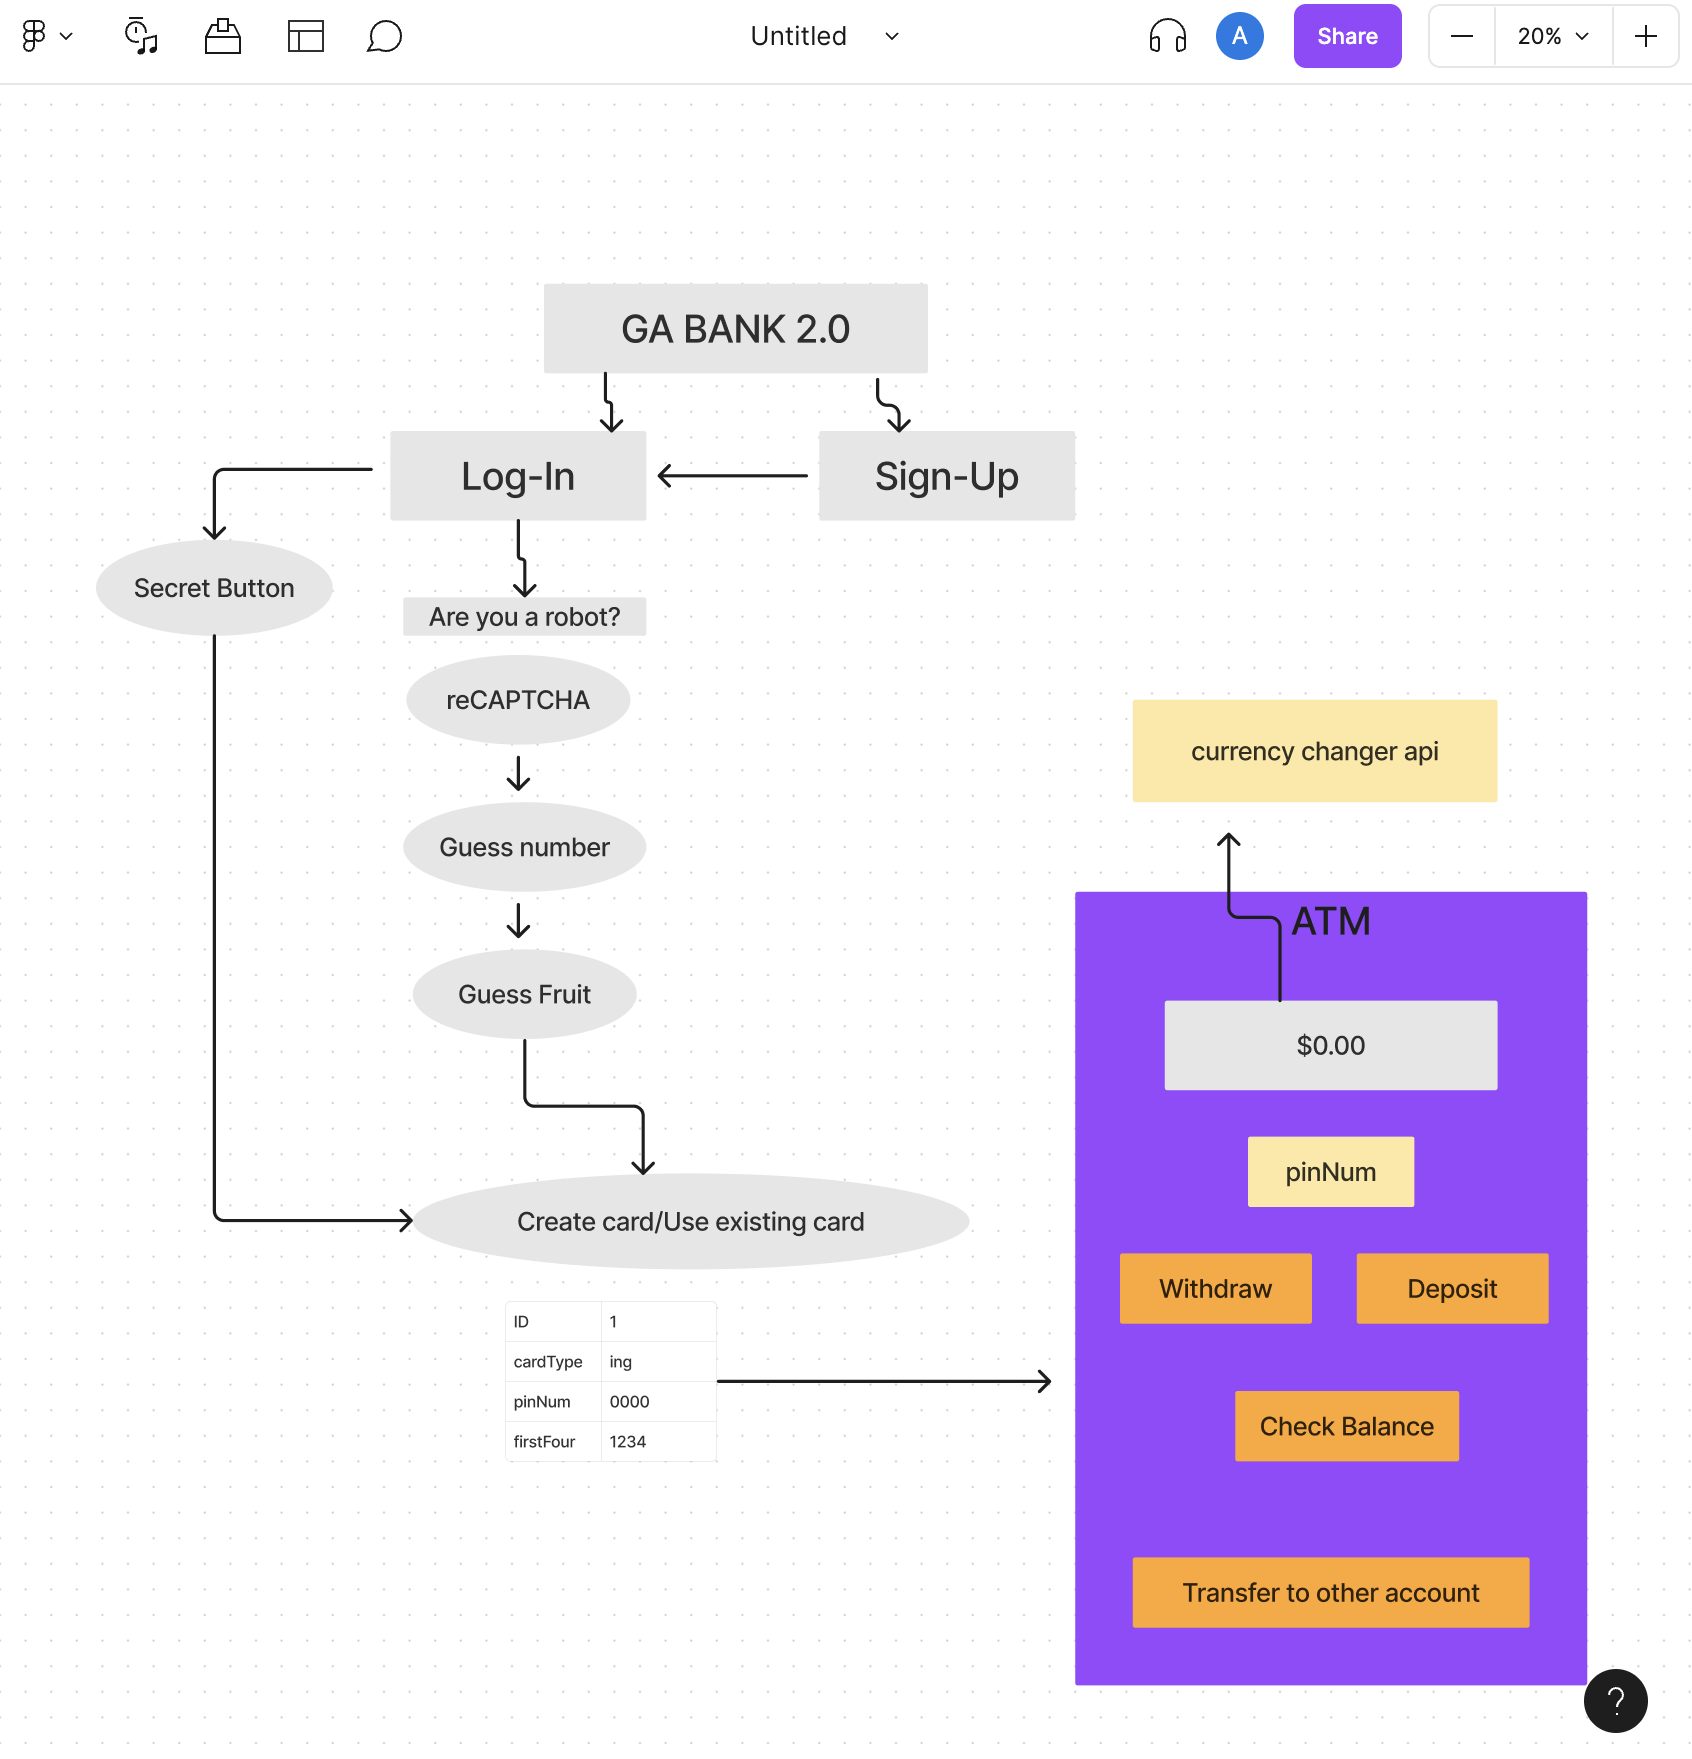 Untitled
A
Share
20%
GA BANK 2.0
Log-In
Sign-Up
Secret Button
Are you a robot?
reCAPTCHA
Guess number
Guess Fruit
Create card/Use existing card
ID 1
cardType ing
pinNum 0000
firstFour 1234
currency changer api
ATM
$0.00
pinNum
Withdraw
Deposit
Check Balance
Transfer to other account
?